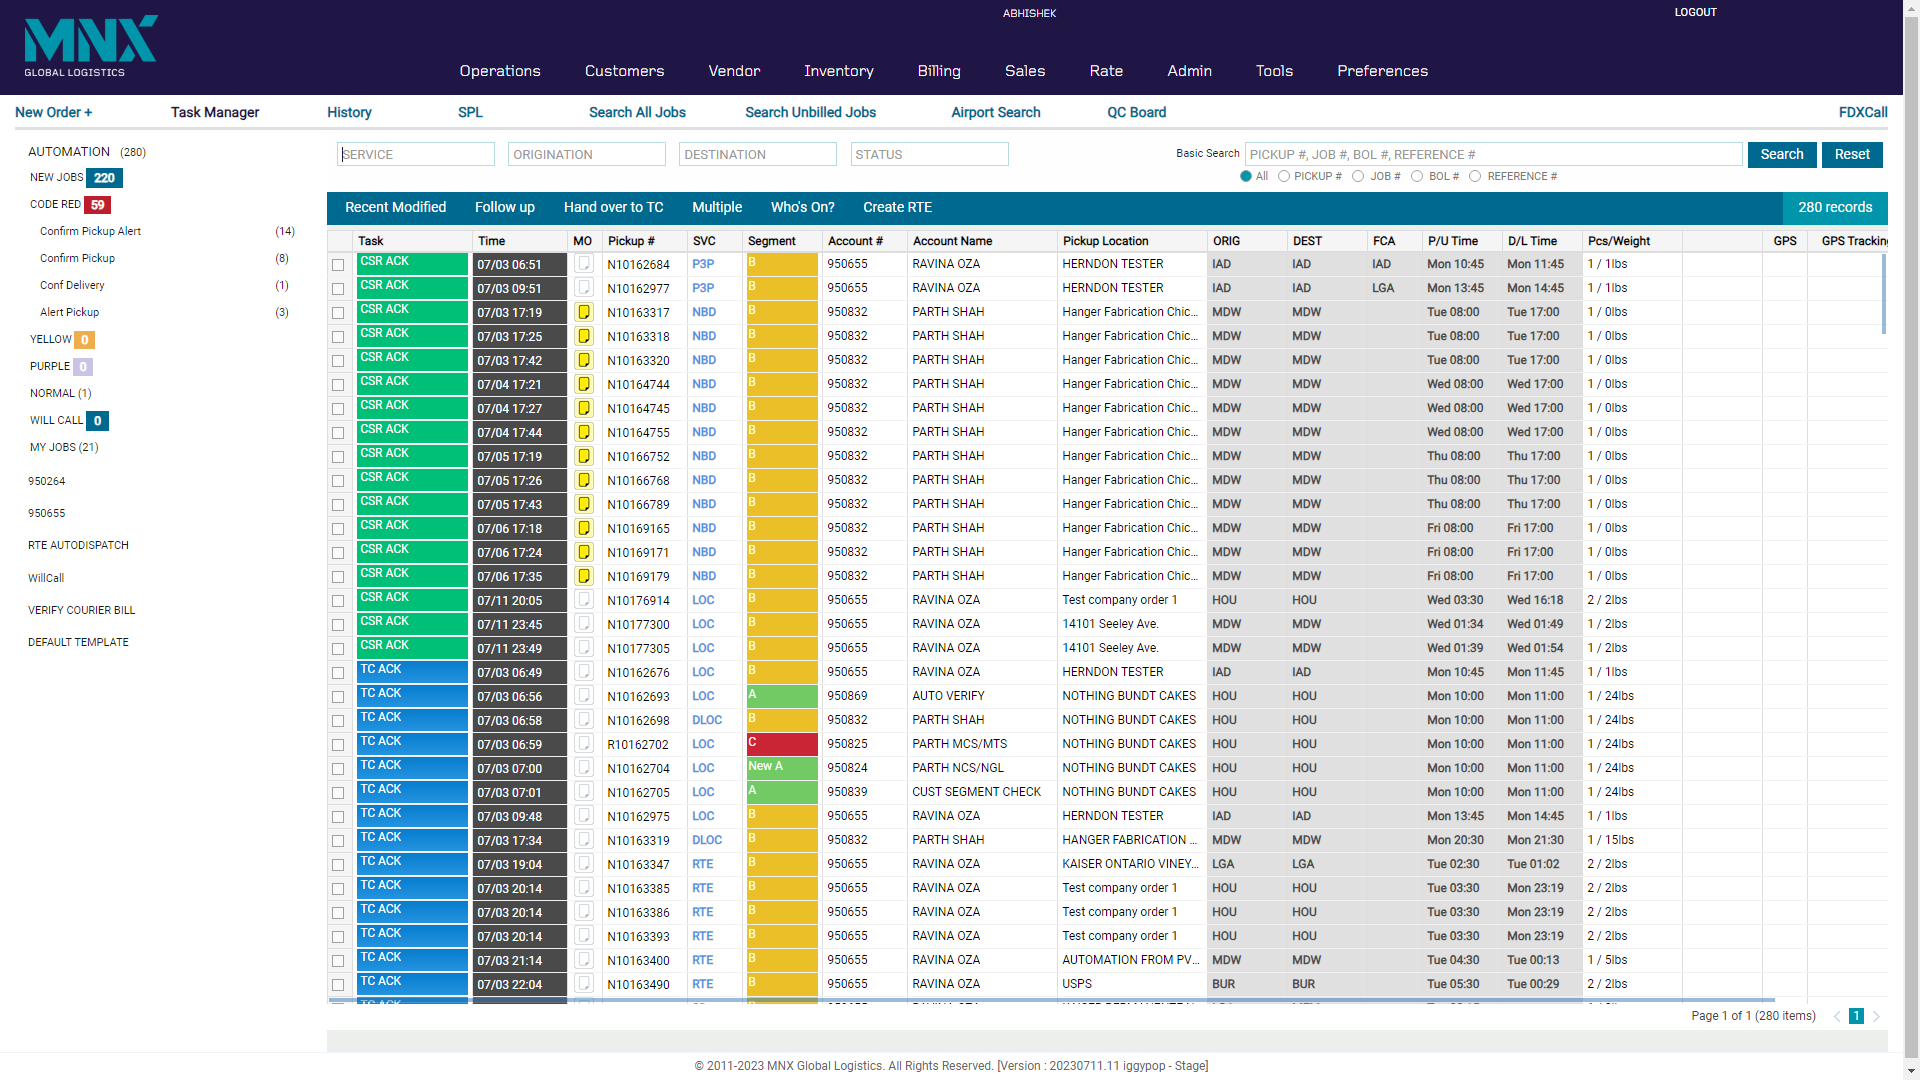 MNX
GLOBAL LOGISTICS
ABHISHEK
LOGOUT
Operations Customers Vendor Inventory Billing Sales Rate Admin Tools Preferences
New Order + Task Manager History SPL Search All Jobs Search Unbilled Jobs Airport Search QC Board FDXCall
AUTOMATION (280)
NEW JOBS 220
CODE RED 59
Confirm Pickup Alert (14)
Confirm Pickup (8)
Conf Delivery (1)
Alert Pickup (3)
YELLOW 0
PURPLE 0
NORMAL (1)
WILL CALL 0
MY JOBS (21)
950264
950655
RTE AUTODISPATCH
WillCall
VERIFY COURIER BILL
DEFAULT TEMPLATE
SERVICE ORIGINATION DESTINATION STATUS Basic Search PICKUP #, JOB #, BOL #, REFERENCE # Search Reset
All PICKUP # JOB # BOL # REFERENCE #
Recent Modified Follow up Hand over to TC Multiple Who's On? Create RTE 280 records
Task Time MO Pickup # SVC Segment Account # Account Name Pickup Location ORIG DEST FCA P/U Time D/L Time Pcs/Weight GPS GPS Tracking
CSR ACK 07/03 06:51 N10162684 P3P B 950655 RAVINA OZA HERNDON TESTER IAD IAD IAD Mon 10:45 Mon 11:45 1 / 1lbs
CSR ACK 07/03 09:51 N10162977 P3P B 950655 RAVINA OZA HERNDON TESTER IAD IAD LGA Mon 13:45 Mon 14:45 1 / 1lbs
CSR ACK 07/03 17:19 N10163317 NBD B 950832 PARTH SHAH Hanger Fabrication Chic... MDW MDW Tue 08:00 Tue 17:00 1 / 0lbs
CSR ACK 07/03 17:25 N10163318 NBD B 950832 PARTH SHAH Hanger Fabrication Chic... MDW MDW Tue 08:00 Tue 17:00 1 / 0lbs
CSR ACK 07/03 17:42 N10163320 NBD B 950832 PARTH SHAH Hanger Fabrication Chic... MDW MDW Tue 08:00 Tue 17:00 1 / 0lbs
CSR ACK 07/04 17:21 N10164744 NBD B 950832 PARTH SHAH Hanger Fabrication Chic... MDW MDW Wed 08:00 Wed 17:00 1 / 0lbs
CSR ACK 07/04 17:27 N10164745 NBD B 950832 PARTH SHAH Hanger Fabrication Chic... MDW MDW Wed 08:00 Wed 17:00 1 / 0lbs
CSR ACK 07/04 17:44 N10164755 NBD B 950832 PARTH SHAH Hanger Fabrication Chic... MDW MDW Wed 08:00 Wed 17:00 1 / 0lbs
CSR ACK 07/05 17:19 N10166752 NBD B 950832 PARTH SHAH Hanger Fabrication Chic... MDW MDW Thu 08:00 Thu 17:00 1 / 0lbs
CSR ACK 07/05 17:26 N10166768 NBD B 950832 PARTH SHAH Hanger Fabrication Chic... MDW MDW Thu 08:00 Thu 17:00 1 / 0lbs
CSR ACK 07/05 17:43 N10166789 NBD B 950832 PARTH SHAH Hanger Fabrication Chic... MDW MDW Thu 08:00 Thu 17:00 1 / 0lbs
CSR ACK 07/06 17:18 N10169165 NBD B 950832 PARTH SHAH Hanger Fabrication Chic... MDW MDW Fri 08:00 Fri 17:00 1 / 0lbs
CSR ACK 07/06 17:24 N10169171 NBD B 950832 PARTH SHAH Hanger Fabrication Chic... MDW MDW Fri 08:00 Fri 17:00 1 / 0lbs
CSR ACK 07/06 17:35 N10169179 NBD B 950832 PARTH SHAH Hanger Fabrication Chic... MDW MDW Fri 08:00 Fri 17:00 1 / 0lbs
CSR ACK 07/11 20:05 N10176914 LOC B 950655 RAVINA OZA Test company order 1 HOU HOU Wed 03:30 Wed 16:18 2 / 2lbs
CSR ACK 07/11 23:45 N10177300 LOC B 950655 RAVINA OZA 14101 Seeley Ave. MDW MDW Wed 01:34 Wed 01:49 1 / 2lbs
CSR ACK 07/11 23:49 N10177305 LOC B 950655 RAVINA OZA 14101 Seeley Ave. MDW MDW Wed 01:39 Wed 01:54 1 / 2lbs
TC ACK 07/03 06:49 N10162676 LOC B 950655 RAVINA OZA HERNDON TESTER IAD IAD Mon 10:45 Mon 11:45 1 / 1lbs
TC ACK 07/03 06:56 N10162693 LOC A 950869 AUTO VERIFY NOTHING BUNDT CAKES HOU HOU Mon 10:00 Mon 11:00 1 / 24lbs
TC ACK 07/03 06:58 N10162698 DLOC B 950832 PARTH SHAH NOTHING BUNDT CAKES HOU HOU Mon 10:00 Mon 11:00 1 / 24lbs
TC ACK 07/03 06:59 R10162702 LOC C 950825 PARTH MCS/MTS NOTHING BUNDT CAKES HOU HOU Mon 10:00 Mon 11:00 1 / 24lbs
TC ACK 07/03 07:00 N10162704 LOC New A 950824 PARTH NCS/NGL NOTHING BUNDT CAKES HOU HOU Mon 10:00 Mon 11:00 1 / 24lbs
TC ACK 07/03 07:01 N10162705 LOC A 950839 CUST SEGMENT CHECK NOTHING BUNDT CAKES HOU HOU Mon 10:00 Mon 11:00 1 / 24lbs
TC ACK 07/03 09:48 N10162975 LOC B 950655 RAVINA OZA HERNDON TESTER IAD IAD Mon 13:45 Mon 14:45 1 / 1lbs
TC ACK 07/03 17:34 N10163319 DLOC B 950832 PARTH SHAH HANGER FABRICATION ... MDW MDW Mon 20:30 Mon 21:30 1 / 15lbs
TC ACK 07/03 19:04 N10163347 RTE B 950655 RAVINA OZA KAISER ONTARIO VINEY... LGA LGA Tue 02:30 Tue 01:02 2 / 2lbs
TC ACK 07/03 20:14 N10163385 RTE B 950655 RAVINA OZA Test company order 1 HOU HOU Tue 03:30 Mon 23:19 2 / 2lbs
TC ACK 07/03 20:14 N10163386 RTE B 950655 RAVINA OZA Test company order 1 HOU HOU Tue 03:30 Mon 23:19 2 / 2lbs
TC ACK 07/03 20:14 N10163393 RTE B 950655 RAVINA OZA Test company order 1 HOU HOU Tue 03:30 Mon 23:19 2 / 2lbs
TC ACK 07/03 21:14 N10163400 RTE B 950655 RAVINA OZA AUTOMATION FROM PV... MDW MDW Tue 04:30 Tue 00:13 1 / 5lbs
TC ACK 07/03 22:04 N10163490 RTE B 950655 RAVINA OZA USPS BUR BUR Tue 05:30 Tue 00:29 2 / 2lbs
Page 1 of 1 (280 items) 1
© 2011-2023 MNX Global Logistics. All Rights Reserved. [Version : 20230711.11 iggypop - Stage]